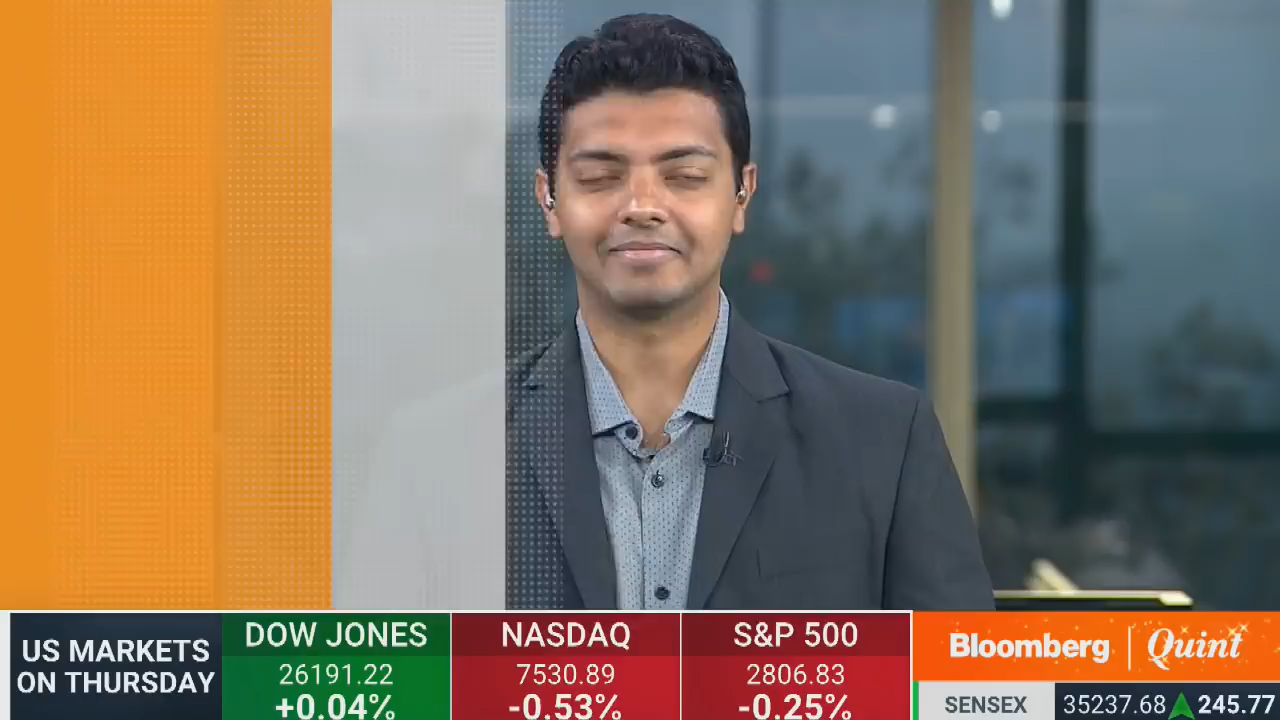 US MARKETS
ON THURSDAY
DOW JONES
26191.22
+0.04%
NASDAQ
7530.89
-0.53%
S&P 500
2806.83
-0.25%
Bloomberg | Quint
SENSEX 35237.68 ▲ 245.77